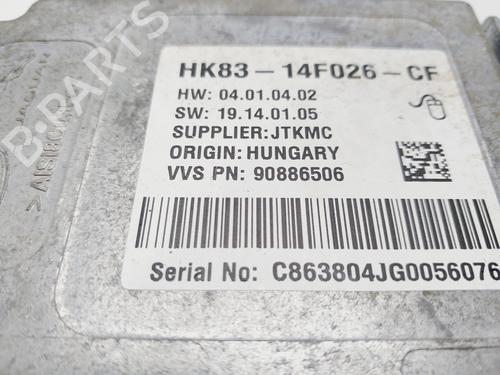 B-PARTS
HK83-14F026-CF
HW: 04.01.04.02
SW: 19.14.01.05
SUPPLIER:JTKMC
ORIGIN:HUNGARY
VVS PN: 90886506
Serial No: C863804JG0056076